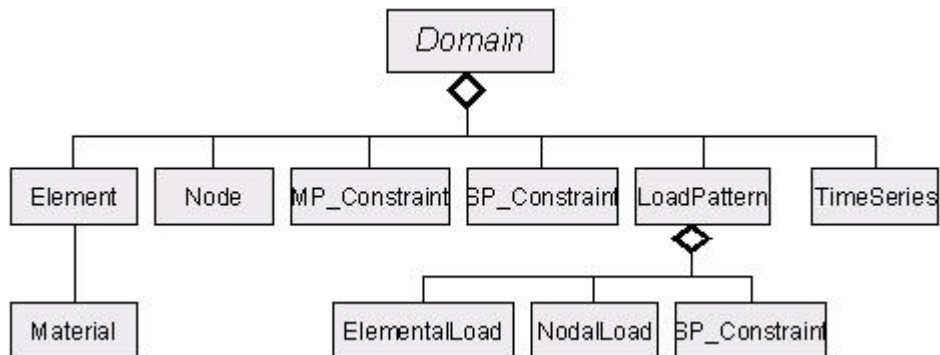 Domain
Element
Node
MP_Constraint
SP_Constraint
LoadPattern
TimeSeries
Material
ElementalLoad
NodalLoad
SP_Constraint